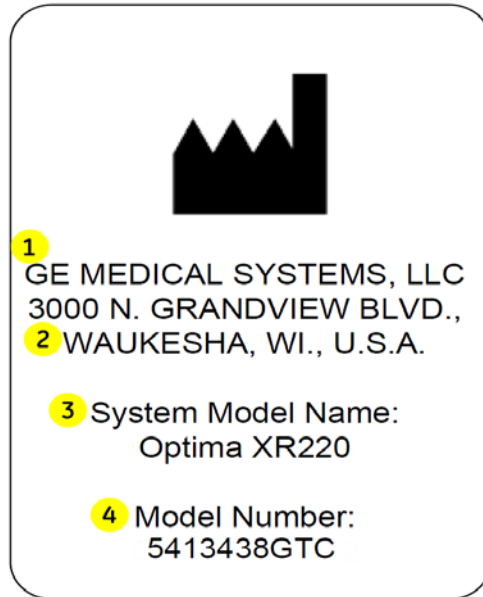 1
GE MEDICAL SYSTEMS, LLC
3000 N. GRANDVIEW BLVD.,
2 WAUKESHA, WI., U.S.A.
3 System Model Name:
Optima XR220
4 Model Number:
5413438GTC